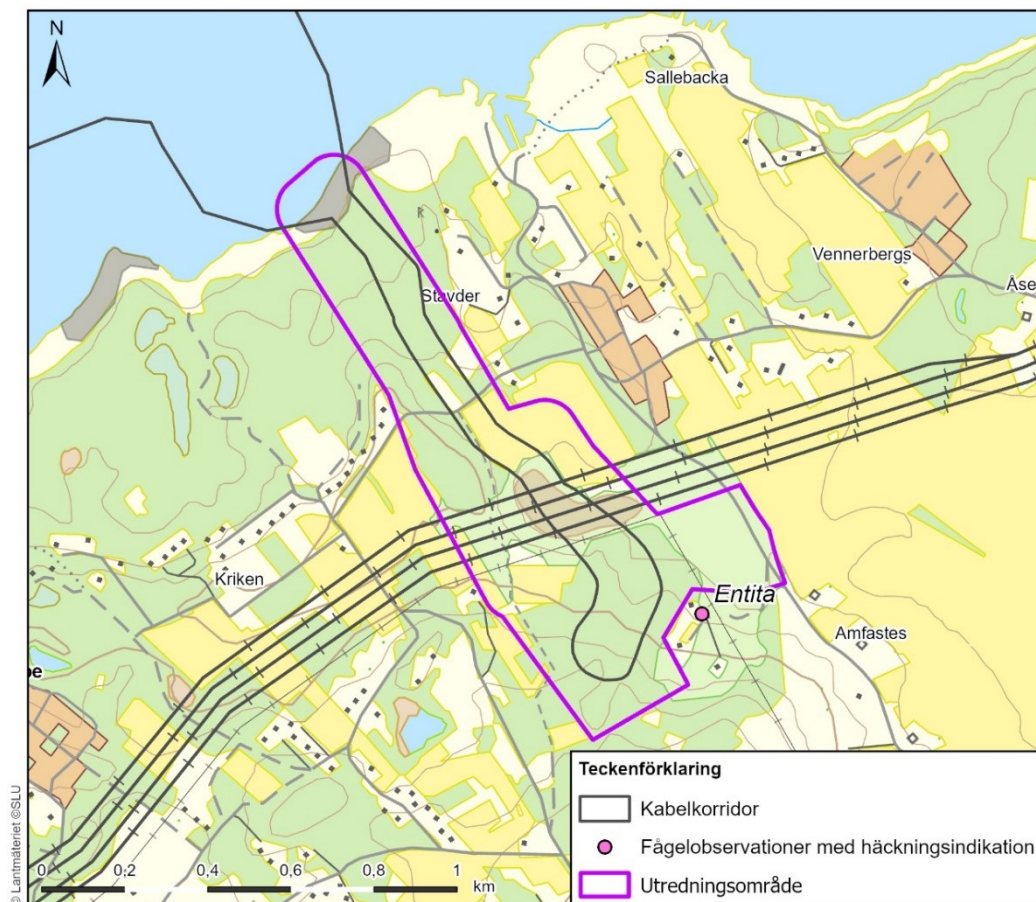 N
Sallebacka
Vennerbergs
Åse
Stavder
Kriken
Entita
Amfastes
pe
Teckenförklaring
Kabelkorridor
Fågelobservationer med häckningsindikation
Utredningsområde
0 0,2 0,4 0,6 0,8 1
km
© Lantmäteriet ©SLU